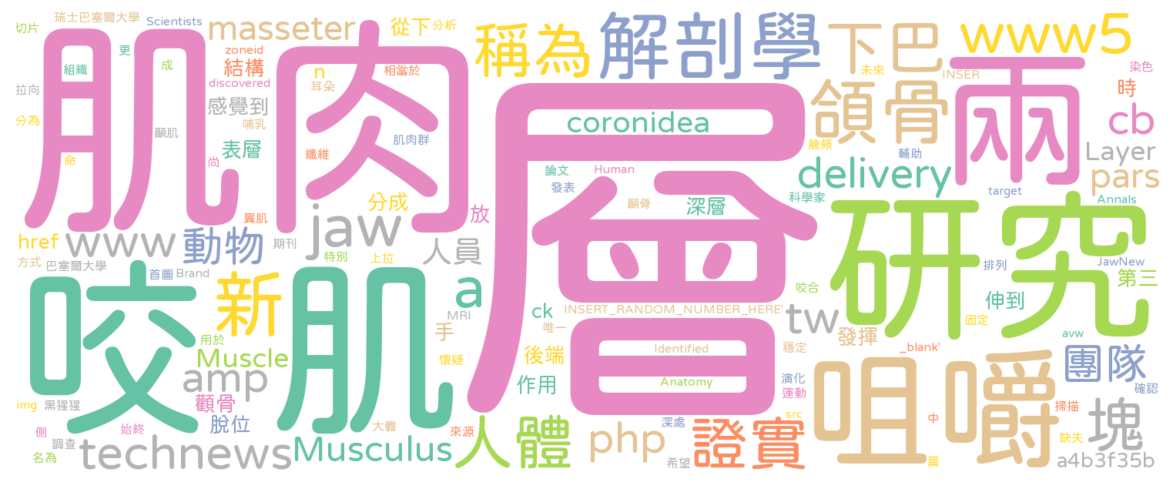 瑞士巴塞爾大學
Scientists
切片
更
組織
成
zoneid
結構
discovered
masseter
從下
分析
稱為
解剖學
下巴
www5
未來
INSER
染色
時
拉向
肌肉
相當於
n
耳朵
感覺到
哺乳
分為
顳肌
肌肉群
表層
纖維
尚
命
翼肌
層
coronidea
臉頰
頜骨
兩
cb
Layer
輔助
pars
論文
Human
delivery
發表
科學家
target
Annals
分成
放
顴骨
深層
jaw
href
www
動物
期刊
人員
特別
上拉
方式
巴塞爾大學
首圖
Brand
研究
排列
JawNew
第三
咬合
伸到
咬肌
新
a
MRI
ck
INSERT_RANDOM_NUMBER_HERE'
唯一
tw
發揮
固定
avw
手
用於
Muscle
懷疑
後端
Identified
穩定
_blank'
團隊
amp
作用
Anatomy
演化
運動
確認
img
黑猩猩
顴骨
脫位
src
咀嚼
掃描
塊
側
始終
大體
來源
人體
深處
中
缺失
調查
名為
technews
Musculus
php
希望
證實
篇
a4b3f35b